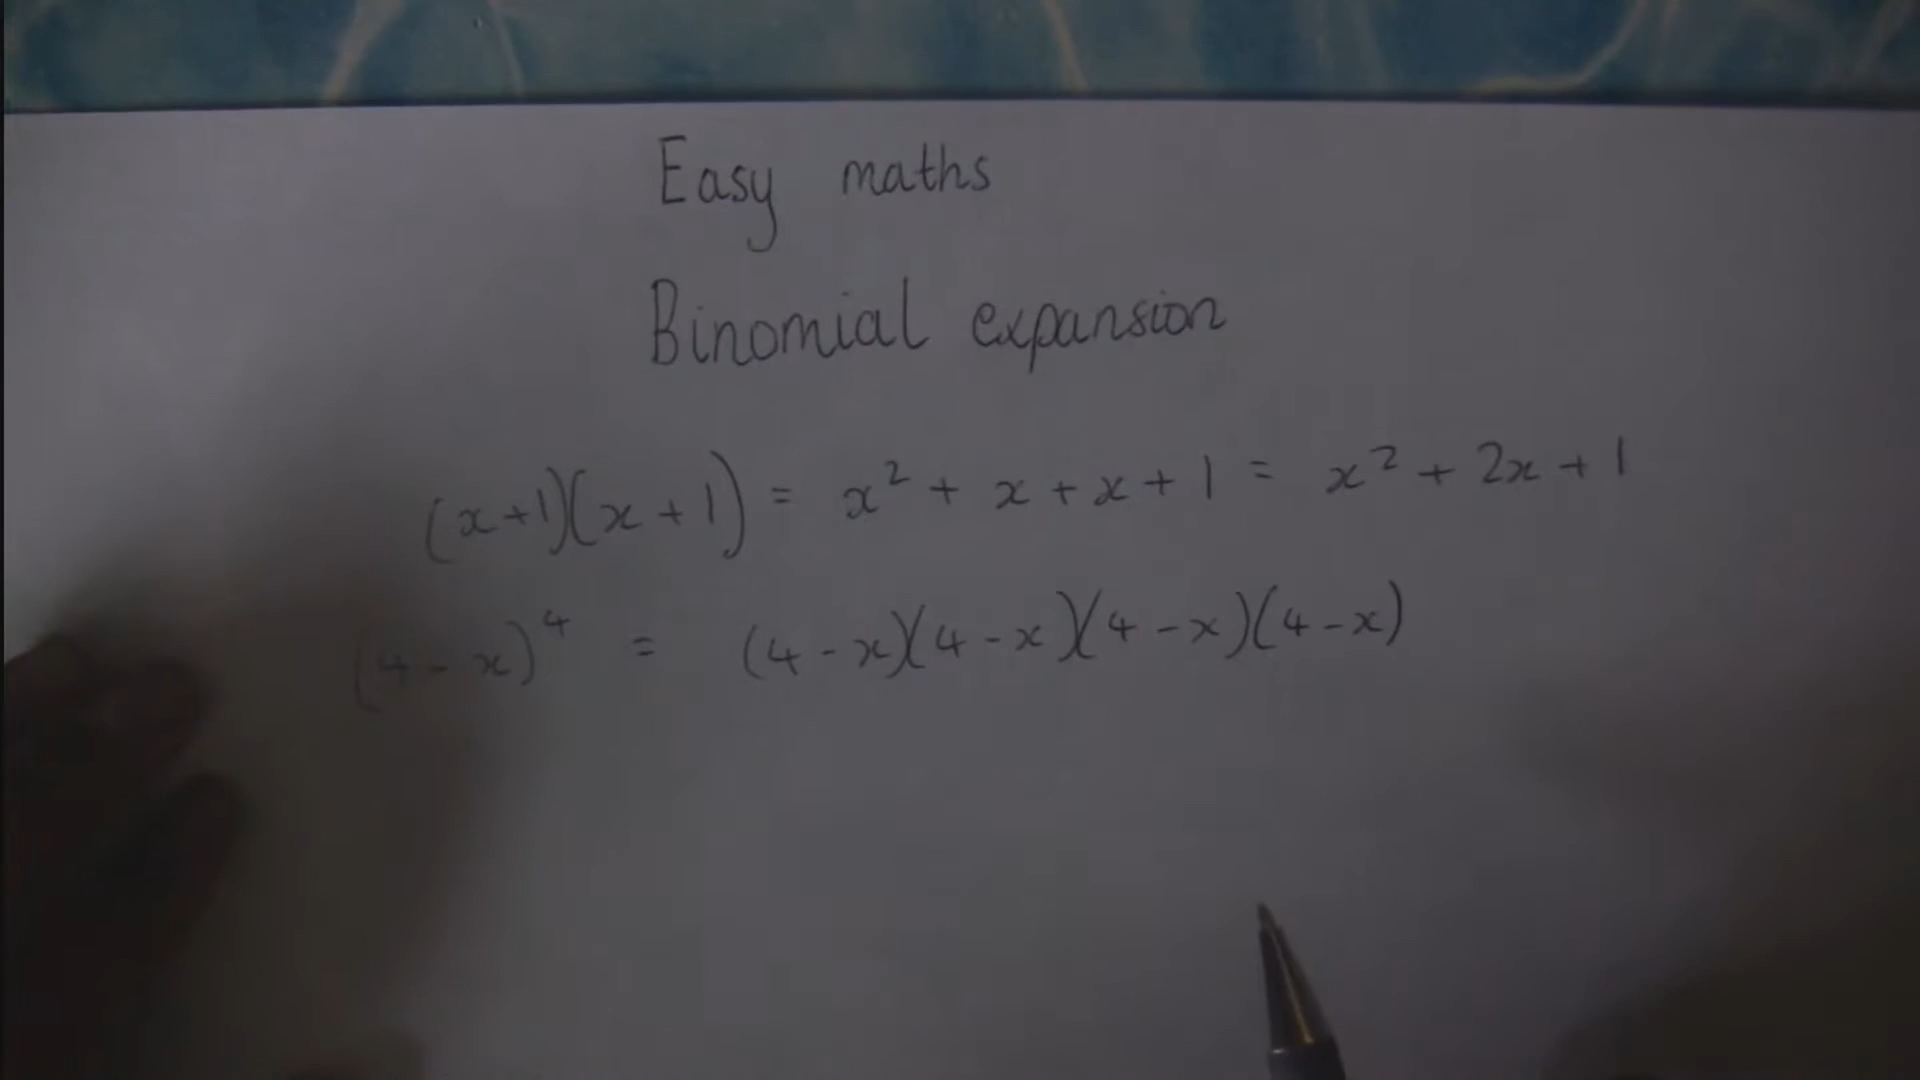 Easy maths
Binomial expansion
(x+1)(x+1) = x² + x + x + 1 = x² + 2x + 1
(4-x)⁴ = (4-x)(4-x)(4-x)(4-x)